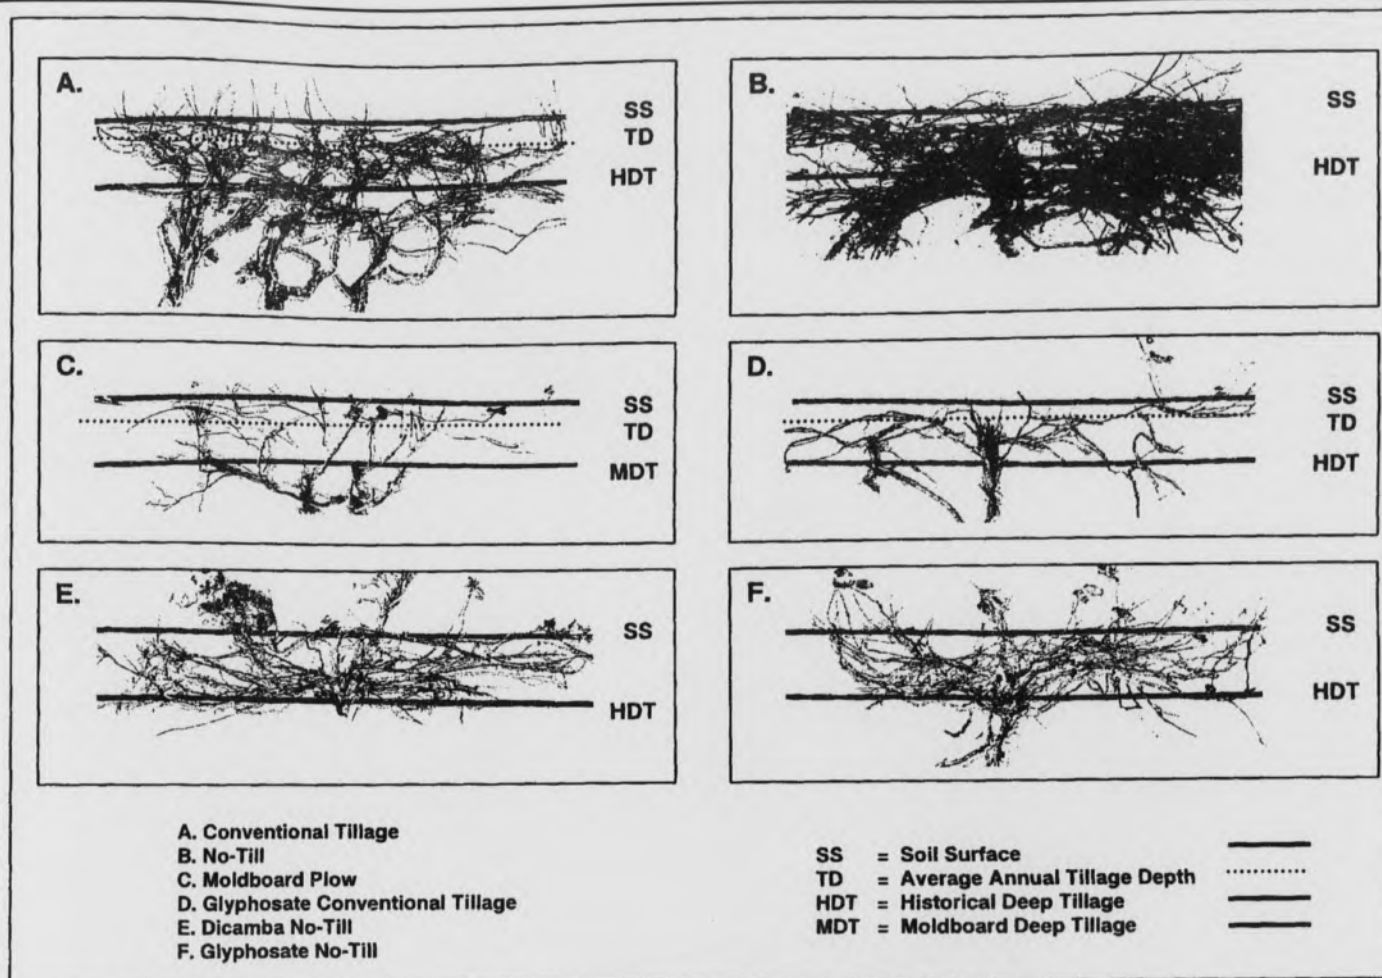 A.
SS
TD
HDT
B.
SS
HDT
C.
SS
TD
MDT
D.
SS
TD
HDT
E.
SS
HDT
F.
SS
HDT
A. Conventional Tillage
B. No-Till
C. Moldboard Plow
D. Glyphosate Conventional Tillage
E. Dicamba No-Till
F. Glyphosate No-Till
SS = Soil Surface
TD = Average Annual Tillage Depth
HDT = Historical Deep Tillage
MDT = Moldboard Deep Tillage